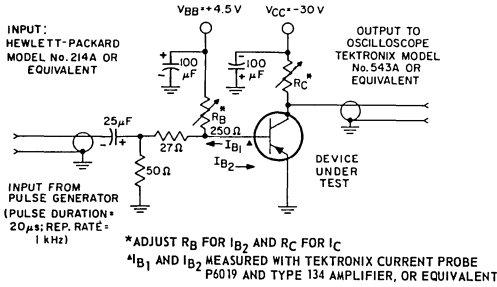 INPUT:
HEWLETT-PACKARD
MODEL No. 214A OR
EQUIVALENT
VBB=+4.5 V
VCC=-30 V
OUTPUT TO
OSCILLOSCOPE
TEKTRONIX MODEL
No. 543A OR
EQUIVALENT
+
-
100
μF
-
+
100
μF
RC*
RB*
250Ω
25μF
- +
27Ω
50Ω
IB1▲
IB2
DEVICE
UNDER
TEST
INPUT FROM
PULSE GENERATOR
(PULSE DURATION=
20μs; REP. RATE=
1 kHz)
*ADJUST RB FOR IB2 AND RC FOR IC
▲IB1 AND IB2 MEASURED WITH TEKTRONIX CURRENT PROBE
P6019 AND TYPE 134 AMPLIFIER, OR EQUIVALENT